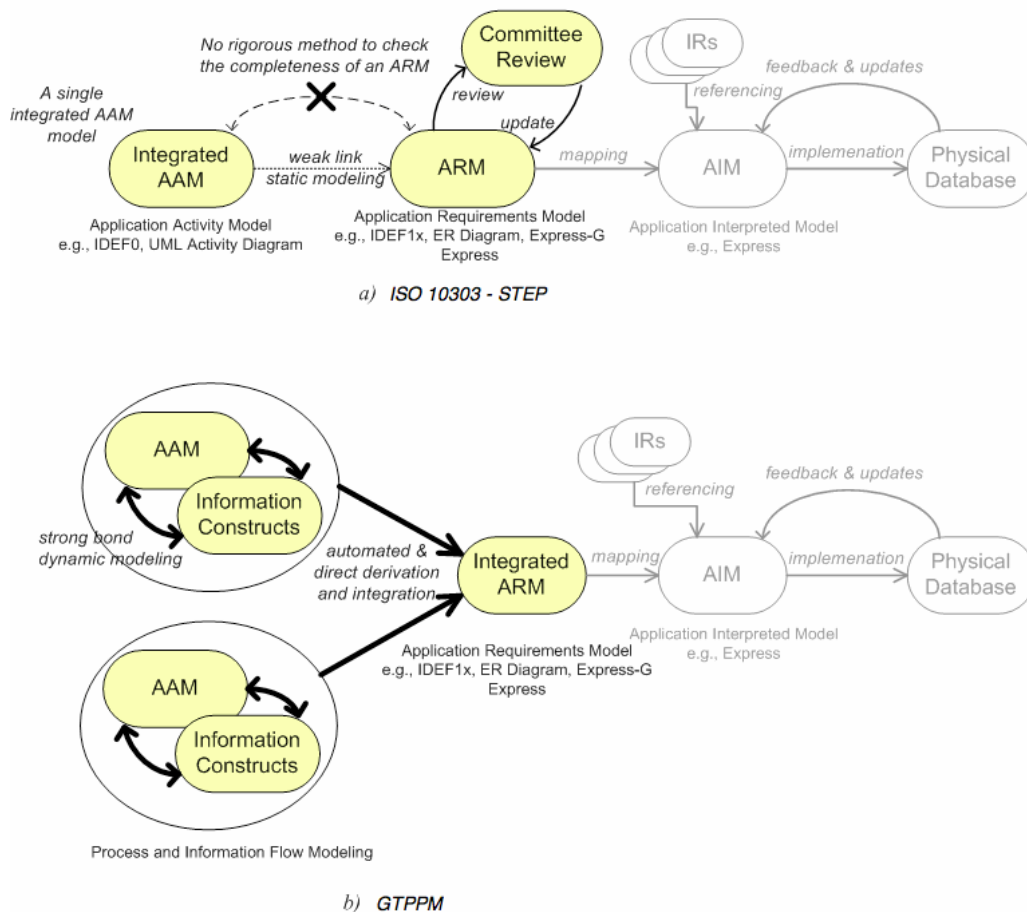 No rigorous method to check
the completeness of an ARM
Committee
Review
IRs
feedback & updates
referencing
review
A single
integrated AAM
model
update
Integrated
AAM
weak link
static modeling
ARM
mapping
AIM
implemenation
Physical
Database
Application Activity Model
e.g., IDEF0, UML Activity Diagram
Application Requirements Model
e.g., IDEF1x, ER Diagram, Express-G
Express
Application Interpreted Model
e.g., Express
a) ISO 10303 - STEP
AAM
Information
Constructs
strong bond
dynamic modeling
automated &
direct derivation
and integration
IRs
referencing
feedback & updates
Integrated
ARM
mapping
AIM
implemenation
Physical
Database
Application Requirements Model
e.g., IDEF1x, ER Diagram, Express-G
Express
Application Interpreted Model
e.g., Express
AAM
Information
Constructs
Process and Information Flow Modeling
b) GTPPM